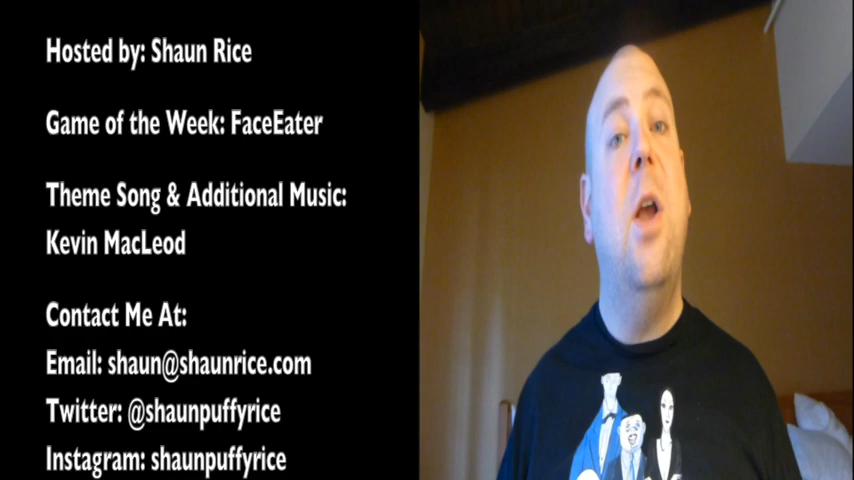 Hosted by: Shaun Rice
Game of the Week: FaceEater
Theme Song & Additional Music:
Kevin MacLeod
Contact Me At:
Email: shaun@shaunrice.com
Twitter: @shaunpuffyrice
Instagram: shaunpuffyrice